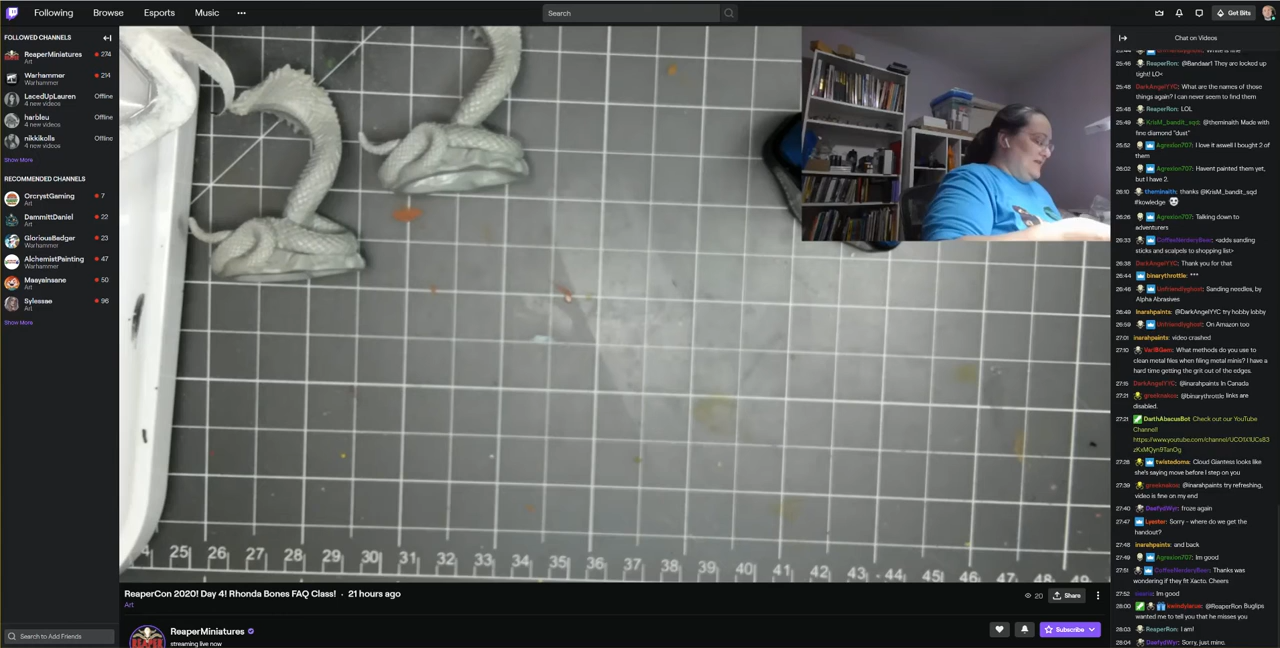 Following
Browse
Esports
Music
Search
Get Bits
FOLLOWED CHANNELS
ReaperMiniatures
274
Art
Warhammer
214
Warhammer
LacedUpLauren
Offline
4 new videos
harbleu
Offline
4 new videos
nikkikolla
Offline
4 new videos
Show More
RECOMMENDED CHANNELS
OrcrystGaming
7
Art
DammittDaniel
22
Art
GloriousBadger
23
Warhammer
AlchemistPainting
47
Warhammer
Maayainsane
50
Art
Sylessae
96
Art
Show More
Search to Add Friends
25 26 27 28 29 30 31 32 33 34 35 36 37 38 39 40 41 42 43 44 45 46 47 48 49
ReaperCon 2020! Day 4! Rhonda Bones FAQ Class! · 21 hours ago
Art
20
Share
ReaperMiniatures
streaming live now
Subscribe
Chat on Videos
25:46 ReaperRon: @Bandaar1 They are locked up
tight! LO<
25:48 DarkAngelYYC: What are the names of those
things again? I can never seem to find them
25:48 ReaperRon: LOL
25:49 KrisM_bandit_sqd: @theminaith Made with
fine diamond "dust"
25:52 Agrexion707: I love it aswell I bought 2 of
them
26:02 Agrexion707: Havent painted them yet,
but I have 2.
26:10 theminaith: thanks @KrisM_bandit_sqd
#kowledge
26:26 Agrexion707: Talking down to
adventurers
26:33 CoffeeNerderyBear: <adds sanding
sticks and scalpels to shopping list>
26:38 DarkAngelYYC: Thank you for that
26:44 binarythrottle: ***
26:46 Unfriendlyghost: Sanding needles, by
Alpha Abrasives
26:49 inarahpaints: @DarkAngelYYC try hobby lobby
26:59 Unfriendlyghost: On Amazon too
27:01 inarahpaints: video crashed
27:10 What methods do you use to
clean metal files when filing metal minis? I have a
hard time getting the grit out of the edges.
27:15 DarkAngelYYC: @inarahpaints In Canada
27:21 @binarythrottle links are
disabled.
27:21 DarthAbacusBot: Check out our YouTube
Channel!
27:28 twistedoma: Cloud Giantess looks like
she's saying move before I step on you
27:39 @inarahpaints try refreshing,
video is fine on my end
27:40 DaefydWyr: froze again
27:47 Lyester: Sorry - where do we get the
handout?
27:48 inarahpaints: and back
27:49 Agrexion707: Im good
27:51 CoffeeNerderyBear: Thanks was
wondering if they fit Xacto. Cheers
27:52 Im good
28:00 @ReaperRon Buglips
wanted me to tell you that he misses you
28:03 ReaperRon: I am!
28:04 DaefydWyr: Sorry, just mine.